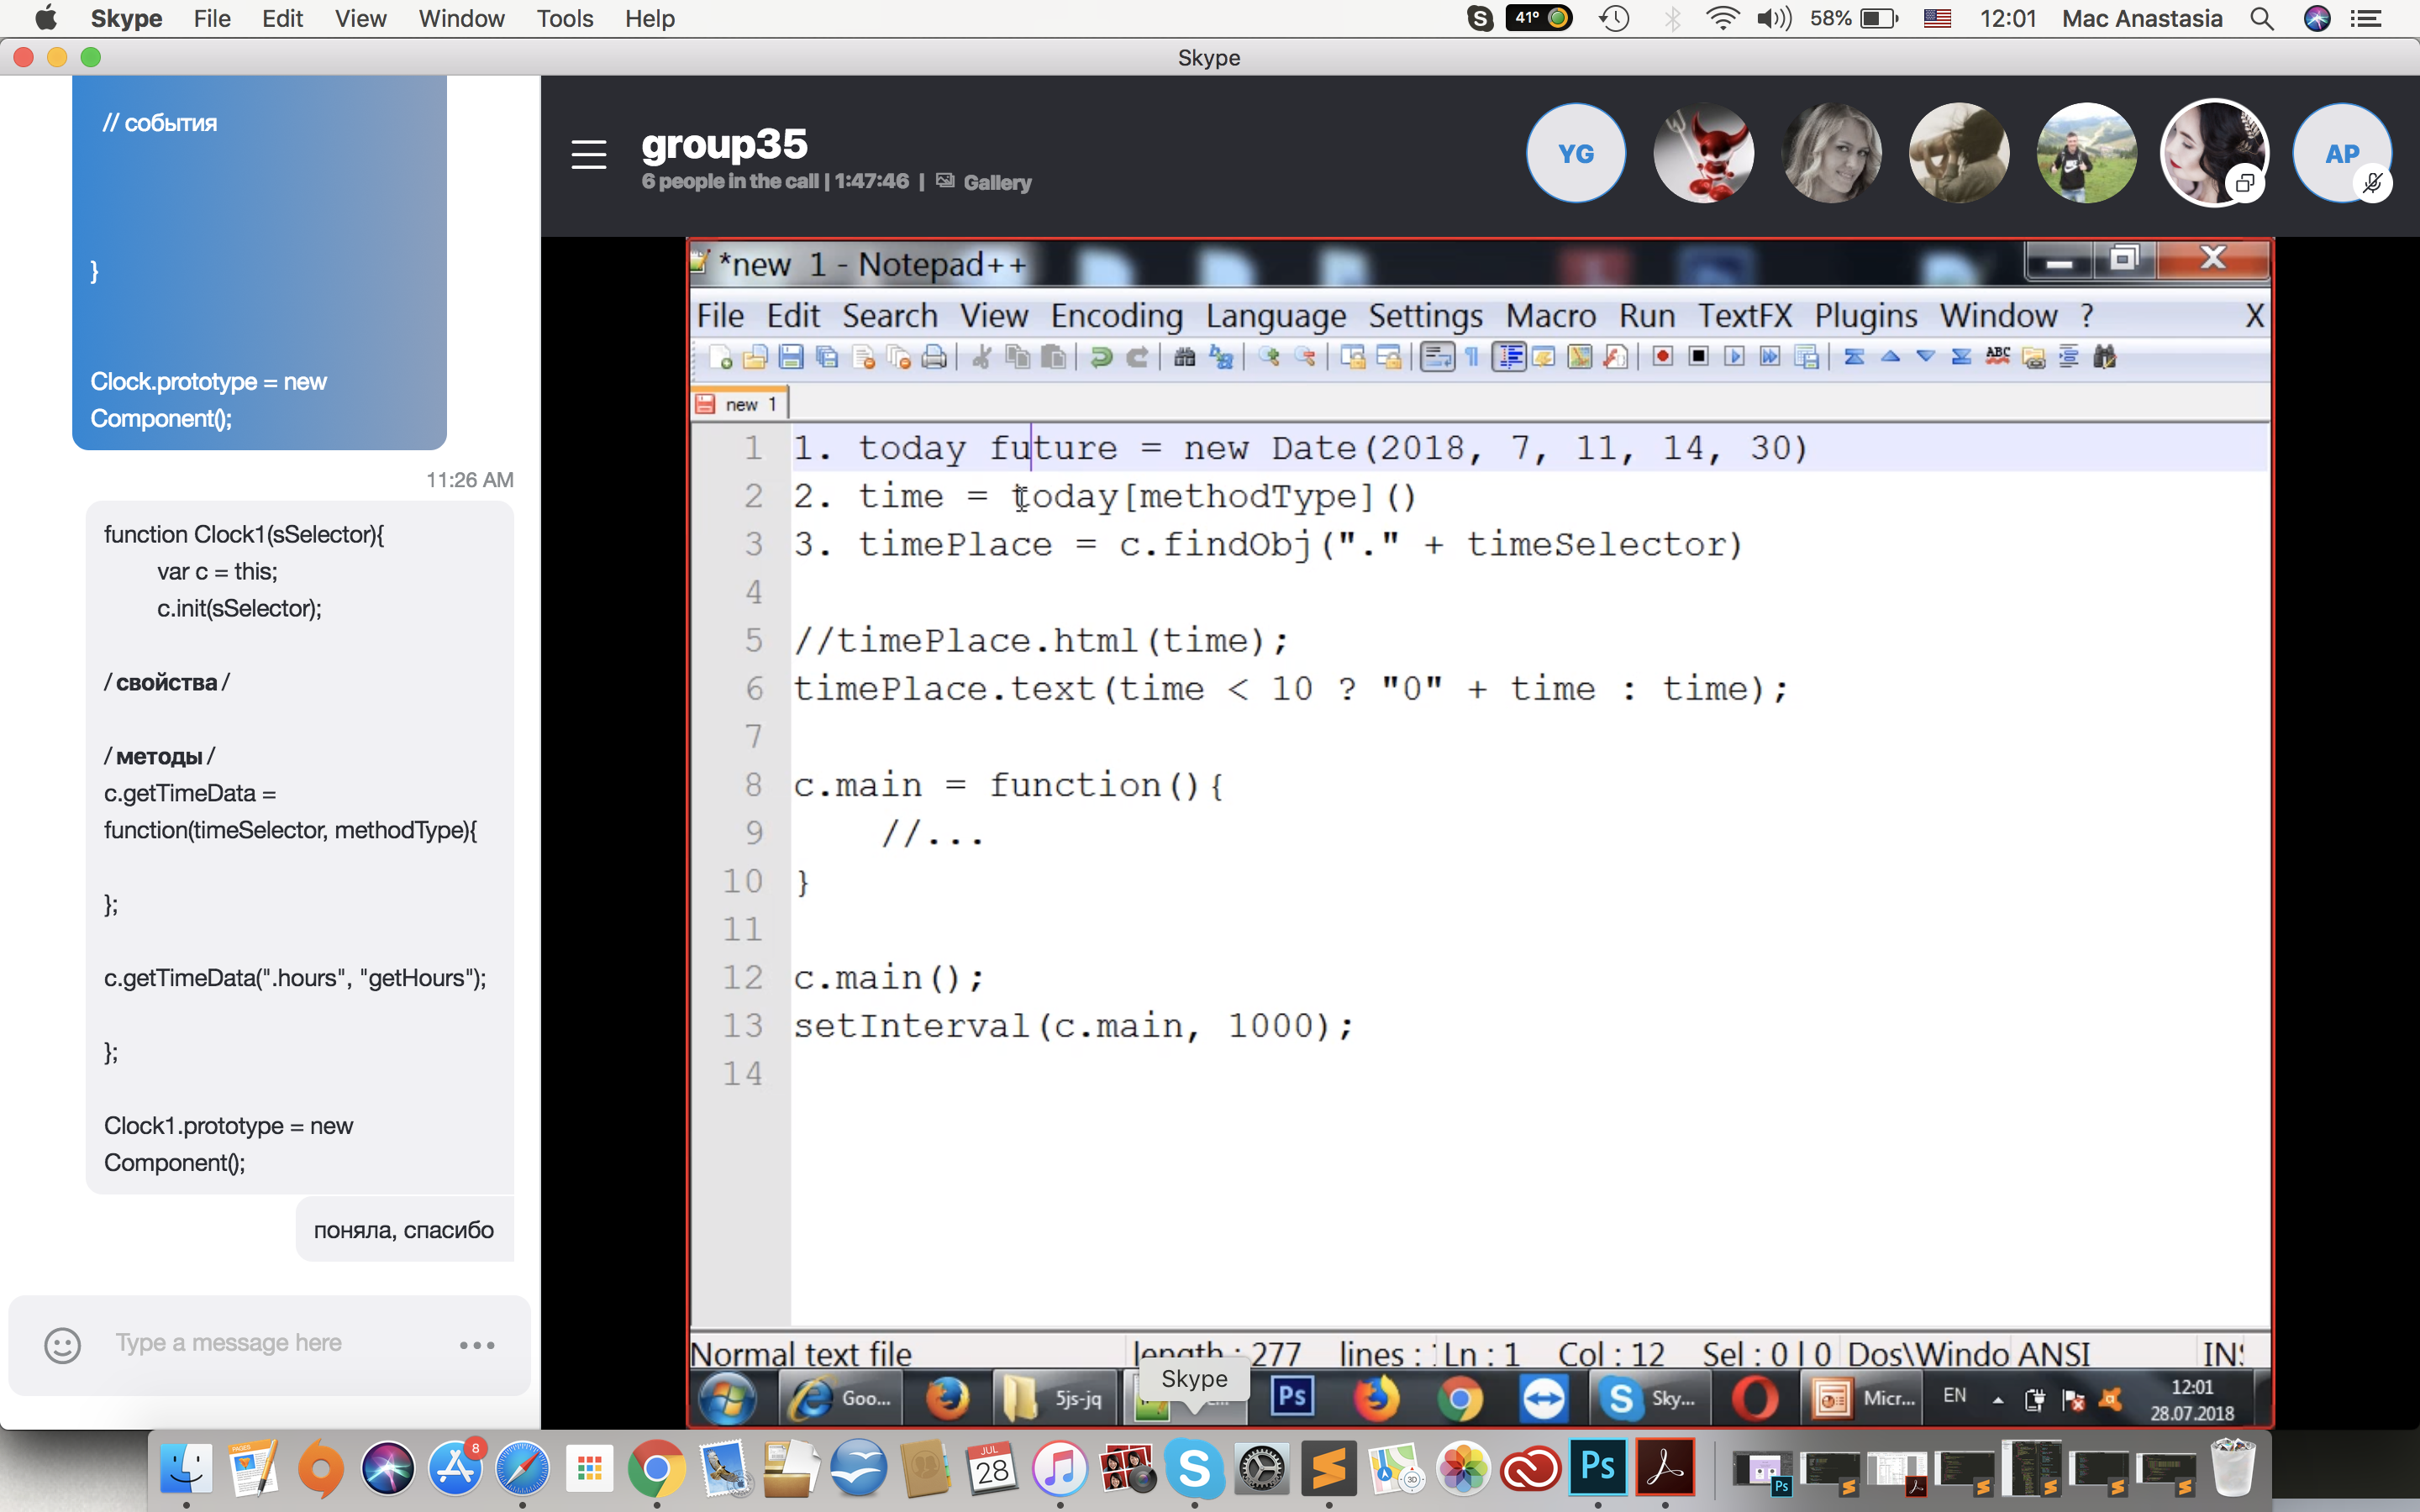 Skype File Edit View Window Tools Help
41° 58% 12:01 Mac Anastasia
Skype
// события
}
Clock.prototype = new
Component();
11:26 AM
function Clock1(sSelector){
var c = this;
c.init(sSelector);
/ свойства /
/ методы /
c.getTimeData =
function(timeSelector, methodType){
};
c.getTimeData(".hours", "getHours");
};
Clock1.prototype = new
Component();
поняла, спасибо
Type a message here
group35
6 people in the call | 1:47:46 | Gallery
YG
AP
*new 1 - Notepad++
File Edit Search View Encoding Language Settings Macro Run TextFX Plugins Window ? X
ABC
new 1
1 1. today future = new Date(2018, 7, 11, 14, 30)
2 2. time = today[methodType]()
3 3. timePlace = c.findObj("." + timeSelector)
4
5 //timePlace.html(time);
6 timePlace.text(time < 10 ? "0" + time : time);
7
8 c.main = function(){
9 //...
10 }
11
12 c.main();
13 setInterval(c.main, 1000);
14
Normal text file length : 277 lines : Ln : 1 Col : 12 Sel : 0 | 0 Dos\Windo ANSI IN
Skype
Goo... 5js-jq Ps Sky... Micr... EN 12:01
28.07.2018
PAGES 8 JUL 28 3D Ps Ps